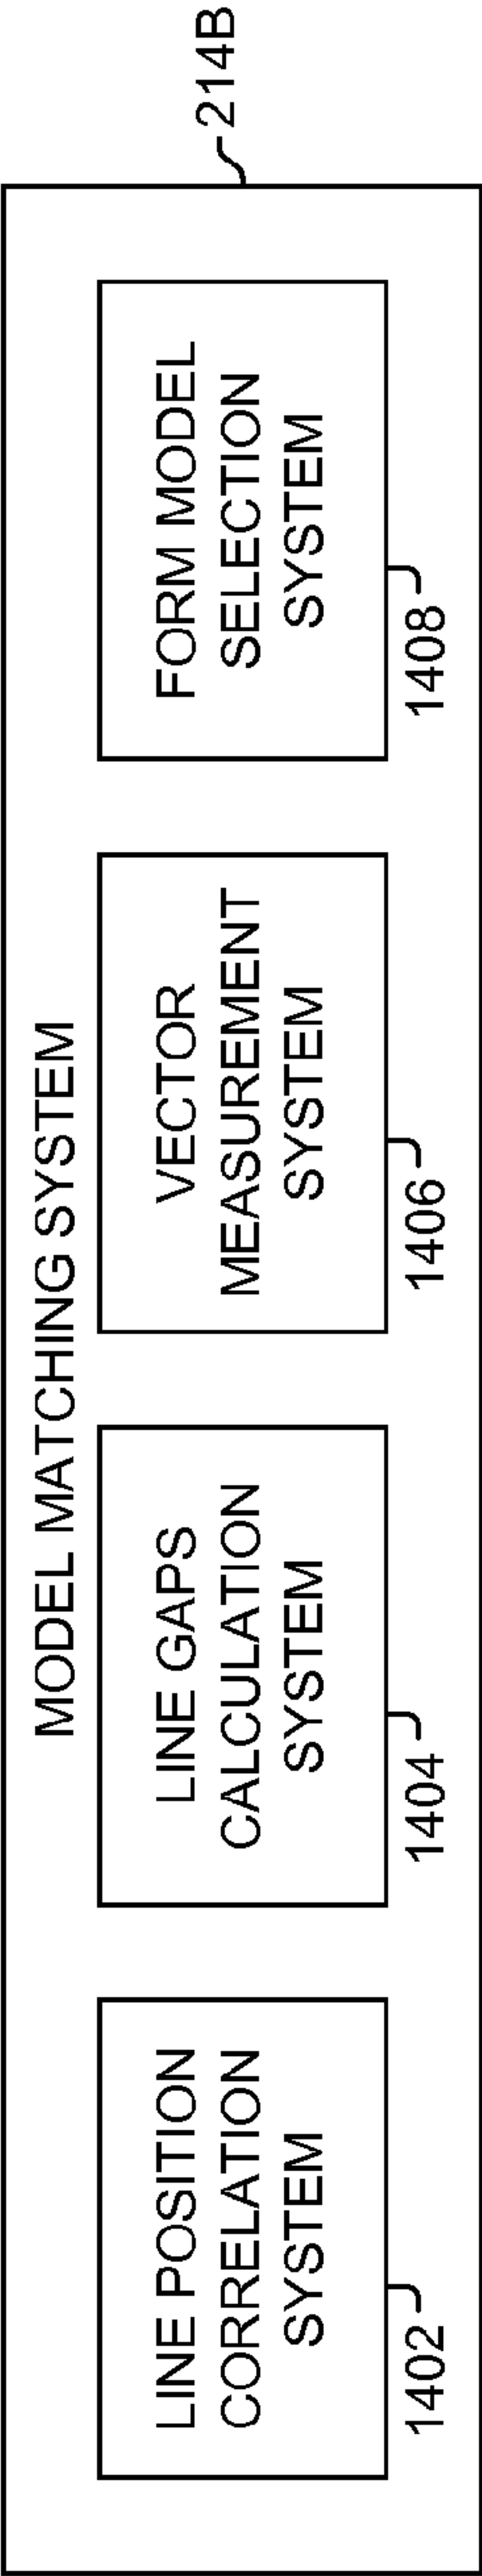 MODEL MATCHING SYSTEM
214B
LINE POSITION
CORRELATION
SYSTEM
1402
LINE GAPS
CALCULATION
SYSTEM
1404
VECTOR
MEASUREMENT
SYSTEM
1406
FORM MODEL
SELECTION
SYSTEM
1408